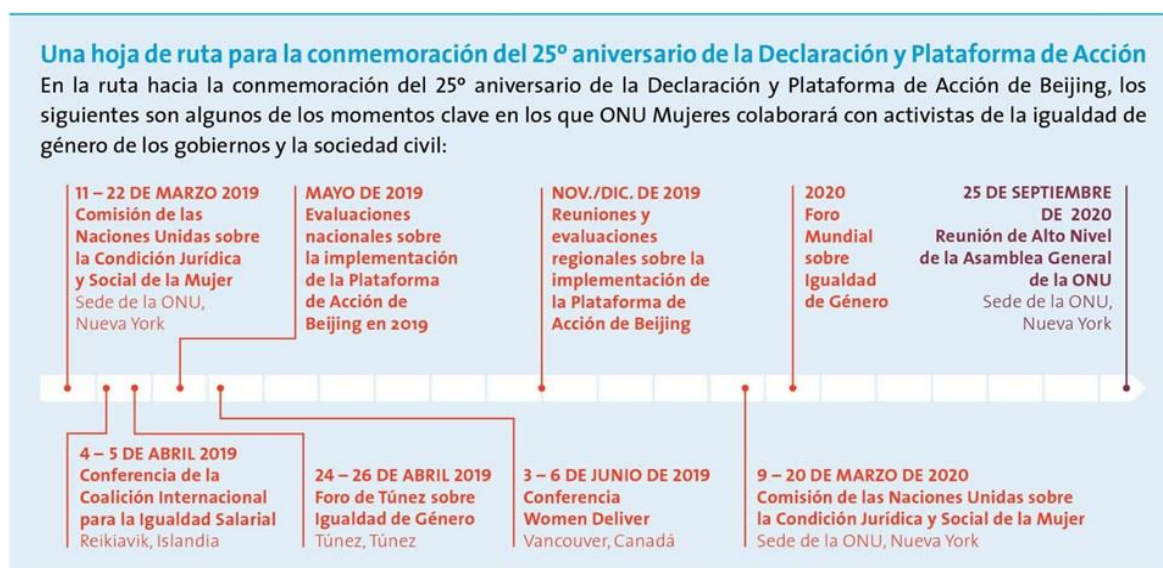 Una hoja de ruta para la conmemoración del 25º aniversario de la Declaración y Plataforma de Acción
En la ruta hacia la conmemoración del 25º aniversario de la Declaración y Plataforma de Acción de Beijing, los
siguientes son algunos de los momentos clave en los que ONU Mujeres colaborará con activistas de la igualdad de
género de los gobiernos y la sociedad civil:
11 – 22 DE MARZO 2019
Comisión de las
Naciones Unidas sobre
la Condición Jurídica
y Social de la Mujer
Sede de la ONU,
Nueva York
MAYO DE 2019
Evaluaciones
nacionales sobre
la implementación
de la Plataforma
de Acción de
Beijing en 2019
NOV./DIC. DE 2019
Reuniones y
evaluaciones
regionales sobre la
implementación de
la Plataforma de
Acción de Beijing
2020
Foro
Mundial
sobre
Igualdad
de Género
25 DE SEPTIEMBRE
DE 2020
Reunión de Alto Nivel
de la Asamblea General
de la ONU
Sede de la ONU,
Nueva York
4 – 5 DE ABRIL 2019
Conferencia de la
Coalición Internacional
para la Igualdad Salarial
Reikiavik, Islandia
24 – 26 DE ABRIL 2019
Foro de Túnez sobre
Igualdad de Género
Túnez, Túnez
3 – 6 DE JUNIO DE 2019
Conferencia
Women Deliver
Vancouver, Canadá
9 – 20 DE MARZO DE 2020
Comisión de las Naciones Unidas sobre
la Condición Jurídica y Social de la Mujer
Sede de la ONU, Nueva York